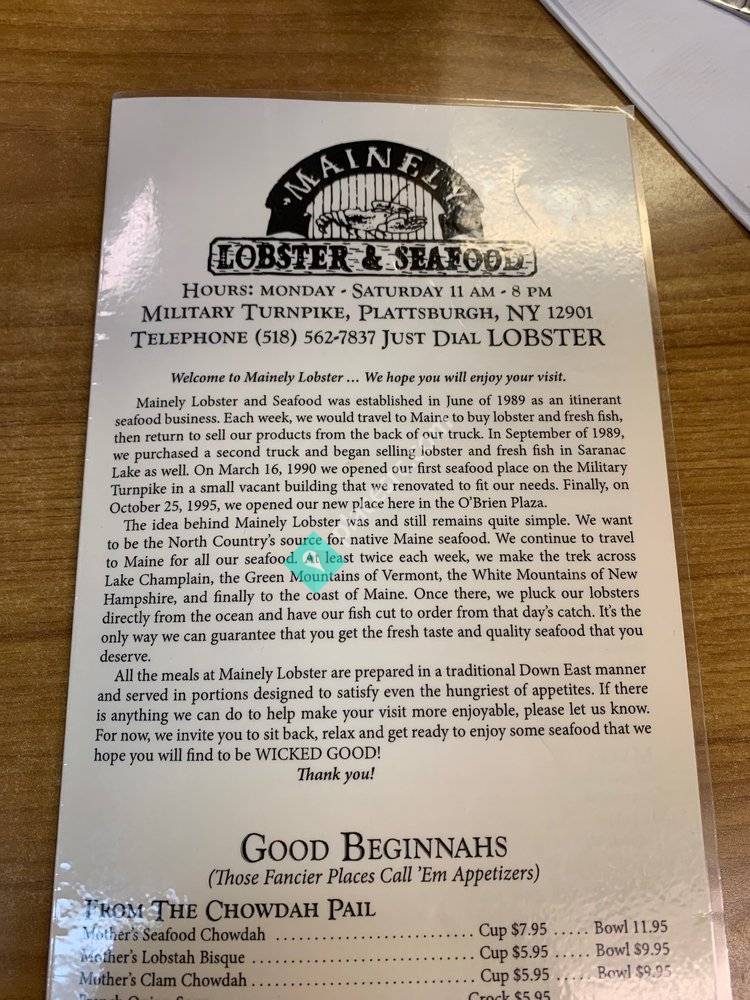 MAINELY
LOBSTER & SEAFOOD
HOURS: MONDAY - SATURDAY 11 AM - 8 PM
MILITARY TURNPIKE, PLATTSBURGH, NY 12901
TELEPHONE (518) 562-7837 JUST DIAL LOBSTER
Welcome to Mainely Lobster ... We hope you will enjoy your visit.
Mainely Lobster and Seafood was established in June of 1989 as an itinerant
seafood business. Each week, we would travel to Maine to buy lobster and fresh fish,
then return to sell our products from the back of our truck. In September of 1989,
we purchased a second truck and began selling lobster and fresh fish in Saranac
Lake as well. On March 16, 1990 we opened our first seafood place on the Military
Turnpike in a small vacant building that we renovated to fit our needs. Finally, on
October 25, 1995, we opened our new place here in the O'Brien Plaza.
The idea behind Mainely Lobster was and still remains quite simple. We want
to be the North Country's source for native Maine seafood. We continue to travel
to Maine for all our seafood. At least twice each week, we make the trek across
Lake Champlain, the Green Mountains of Vermont, the White Mountains of New
Hampshire, and finally to the coast of Maine. Once there, we pluck our lobsters
directly from the ocean and have our fish cut to order from that day's catch. It's the
only way we can guarantee that you get the fresh taste and quality seafood that you
deserve.
All the meals at Mainely Lobster are prepared in a traditional Down East manner
and served in portions designed to satisfy even the hungriest of appetites. If there
is anything we can do to help make your visit more enjoyable, please let us know.
For now, we invite you to sit back, relax and get ready to enjoy some seafood that we
hope you will find to be WICKED GOOD!
Thank you!
GOOD BEGINNAHS
(Those Fancier Places Call 'Em Appetizers)
FROM THE CHOWDAH PAIL
Mother's Seafood Chowdah ............................ Cup $7.95 ..... Bowl 11.95
Mother's Lobstah Bisque ............................... Cup $5.95 ..... Bowl $9.95
Mother's Clam Chowdah ............................... Cup $5.95 ..... Bowl $9.95
Crock $5.95